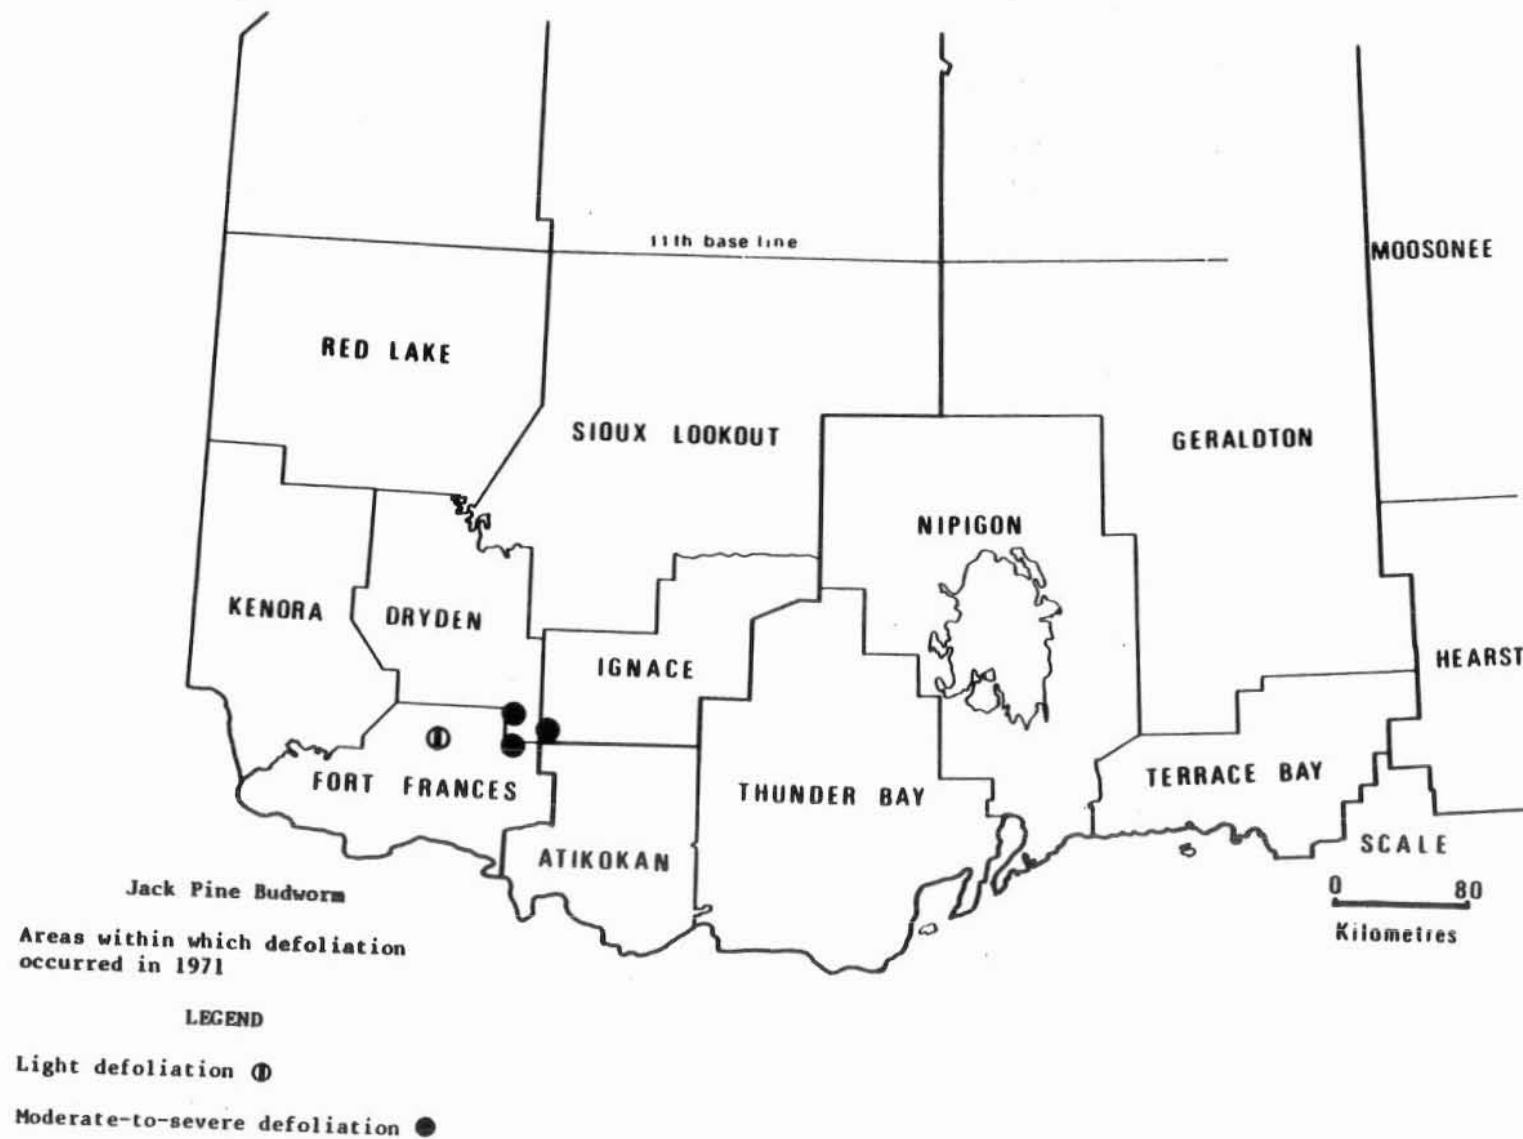 11th base line
MOOSONEE
RED LAKE
SIOUX LOOKOUT
GERALDTON
NIPIGON
KENORA
DRYDEN
IGNACE
HEARST
FORT FRANCES
THUNDER BAY
TERRACE BAY
ATIKOKAN
SCALE
0 80
Kilometres
Jack Pine Budworm
Areas within which defoliation
occurred in 1971
LEGEND
Light defoliation
Moderate-to-severe defoliation